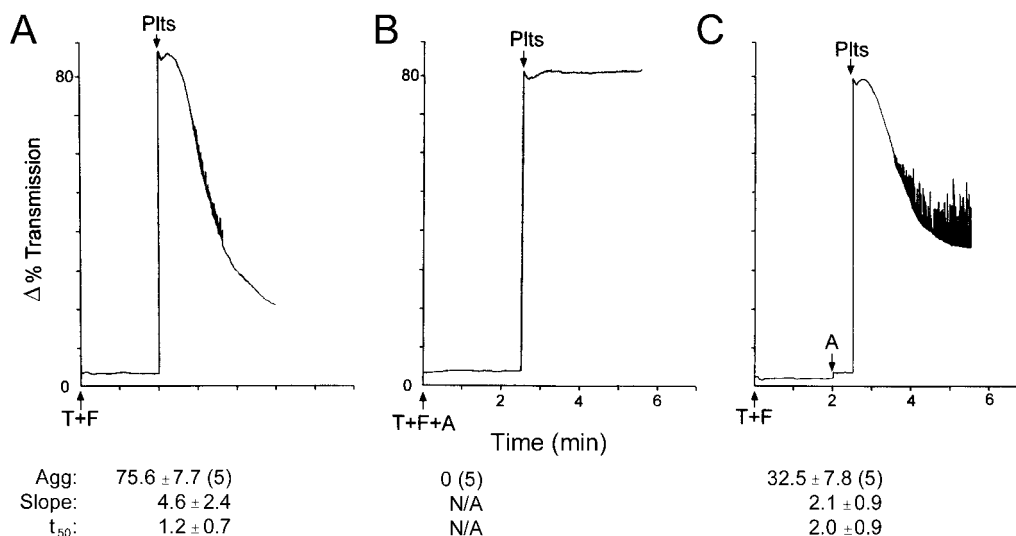 A
B
C
Plts
Plts
Plts
80
80
80
Δ % Transmission
A
0
0
0
2
4
6
2
4
6
T+F
T+F+A
T+F
Time (min)
Agg: 75.6 ±7.7 (5) 0 (5) 32.5 ±7.8 (5)
Slope: 4.6 ±2.4 N/A 2.1 ±0.9
t50: 1.2 ±0.7 N/A 2.0 ±0.9